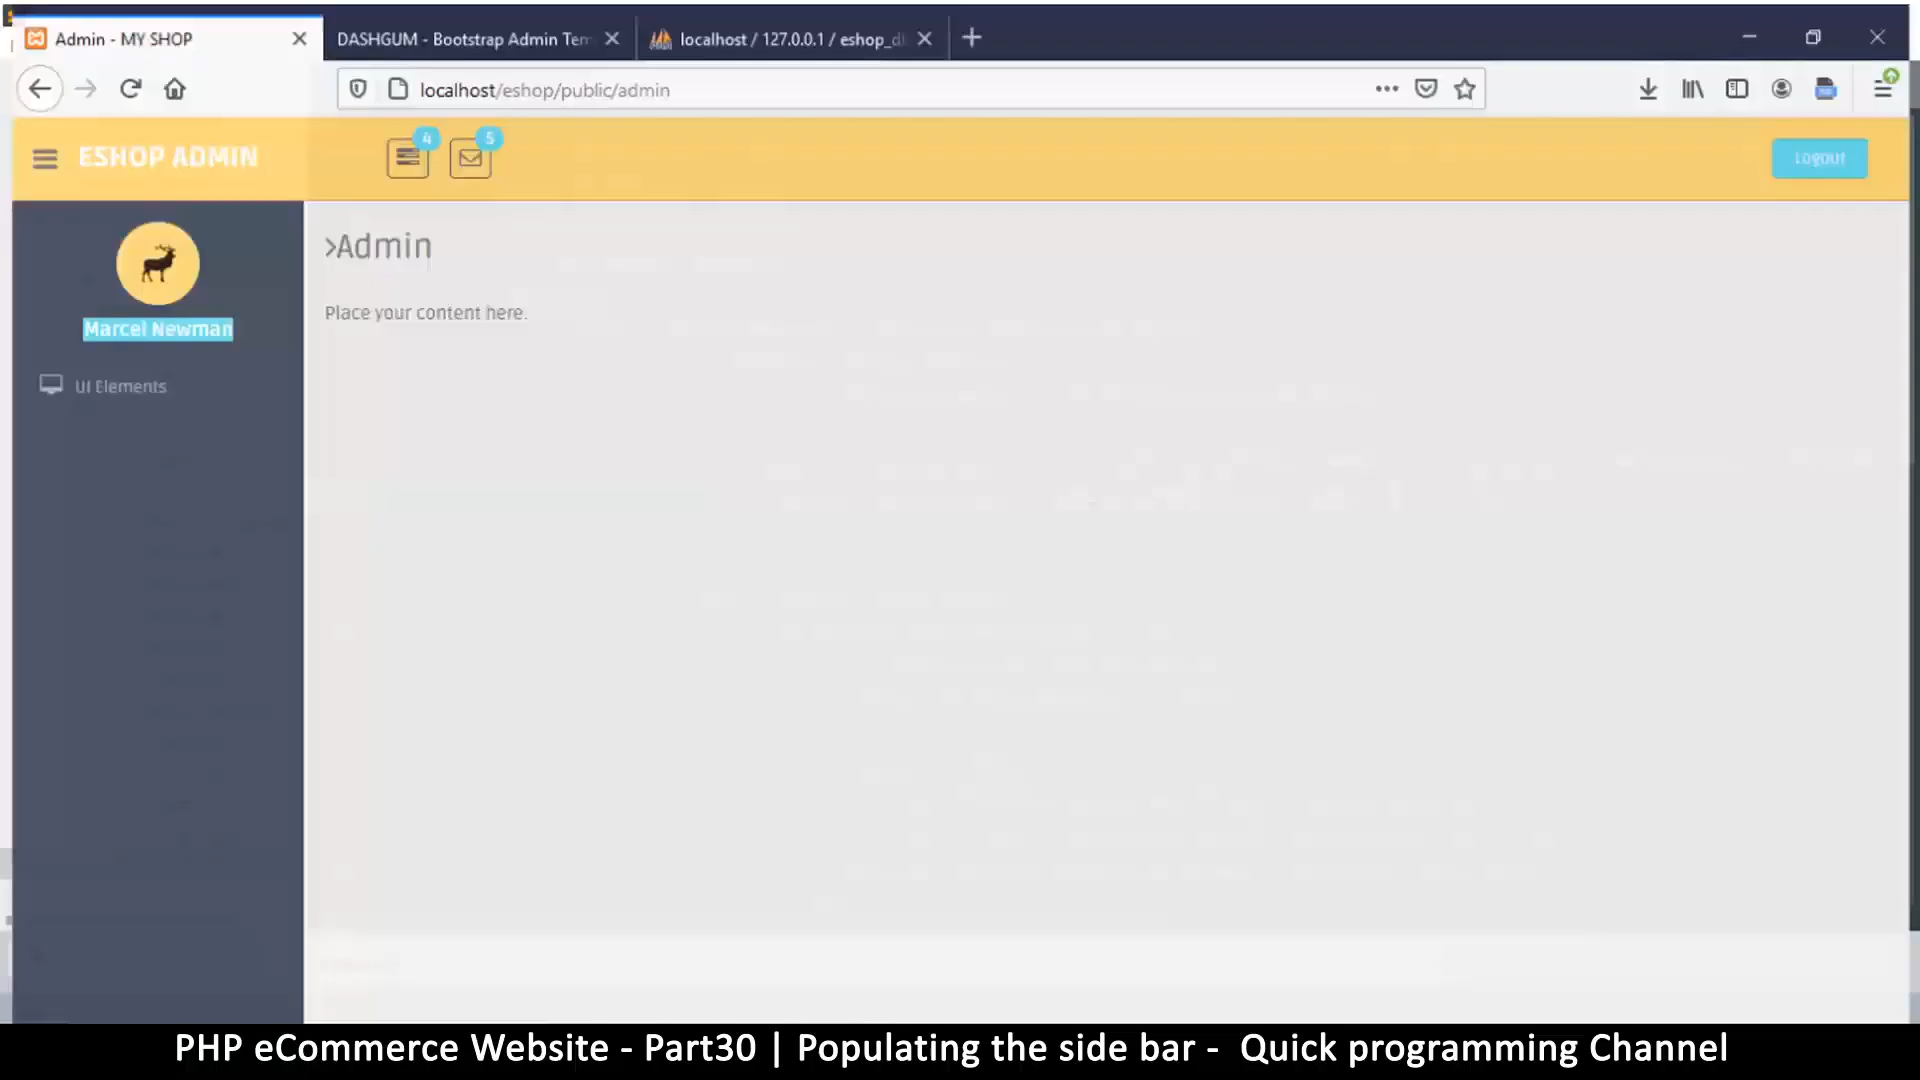 Admin - MY SHOP
DASHGUM - Bootstrap Admin Tem
localhost / 127.0.0.1 / eshop_d
localhost/eshop/public/admin
ESHOP ADMIN
4
5
Logout
Marcel Newman
UI Elements
>Admin
Place your content here.
PHP eCommerce Website - Part30 | Populating the side bar - Quick programming Channel